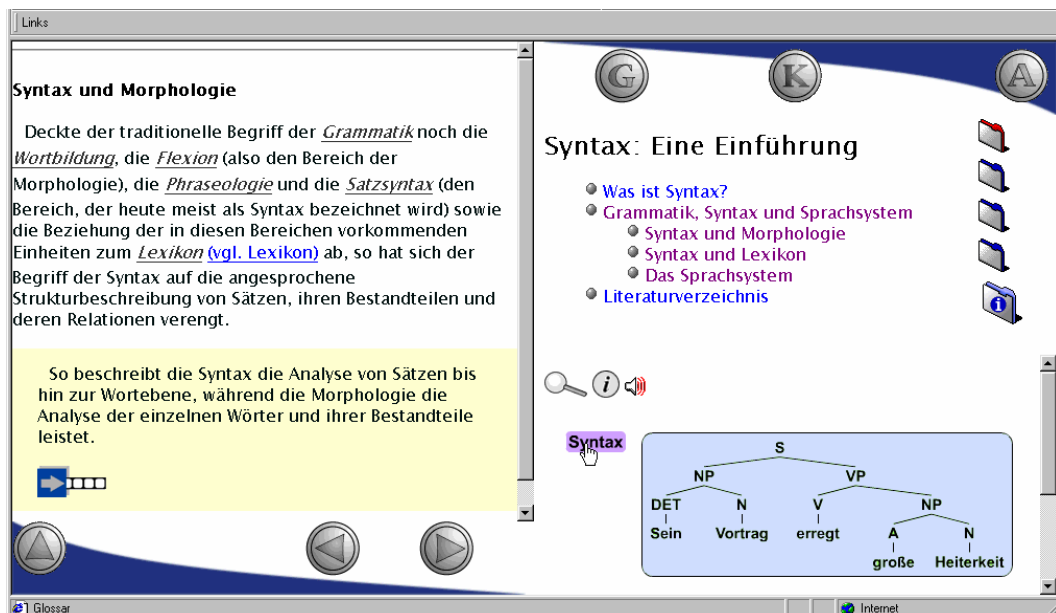 Links
Syntax und Morphologie
Deckte der traditionelle Begriff der Grammatik noch die
Wortbildung, die Flexion (also den Bereich der
Morphologie), die Phraseologie und die Satzsyntax (den
Bereich, der heute meist als Syntax bezeichnet wird) sowie
die Beziehung der in diesen Bereichen vorkommenden
Einheiten zum Lexikon (vgl. Lexikon) ab, so hat sich der
Begriff der Syntax auf die angesprochene
Strukturbeschreibung von Sätzen, ihren Bestandteilen und
deren Relationen verengt.
So beschreibt die Syntax die Analyse von Sätzen bis
hin zur Wortebene, während die Morphologie die
Analyse der einzelnen Wörter und ihrer Bestandteile
leistet.
G K A
Syntax: Eine Einführung
Was ist Syntax?
Grammatik, Syntax und Sprachsystem
Syntax und Morphologie
Syntax und Lexikon
Das Sprachsystem
Literaturverzeichnis
i
i
Syntax
S
NP VP
DET N V NP
Sein Vortrag erregt A N
große Heiterkeit
Glossar
Internet